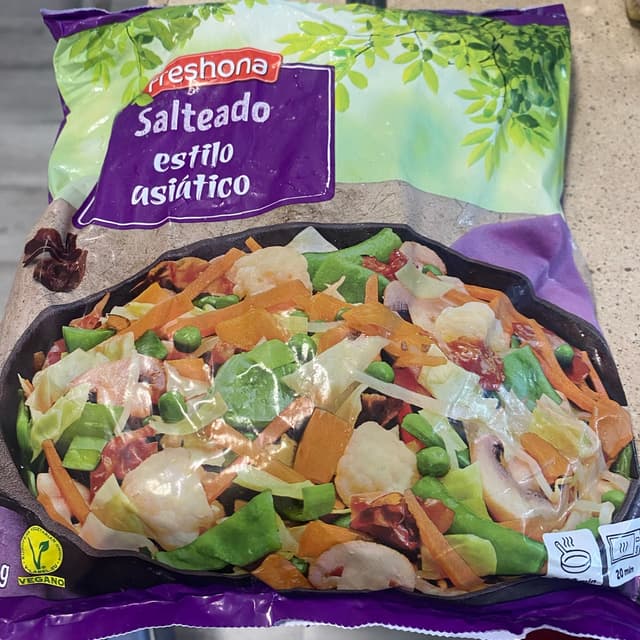 Freshona
Salteado
estilo
asiático
g
VEGANO
20 min